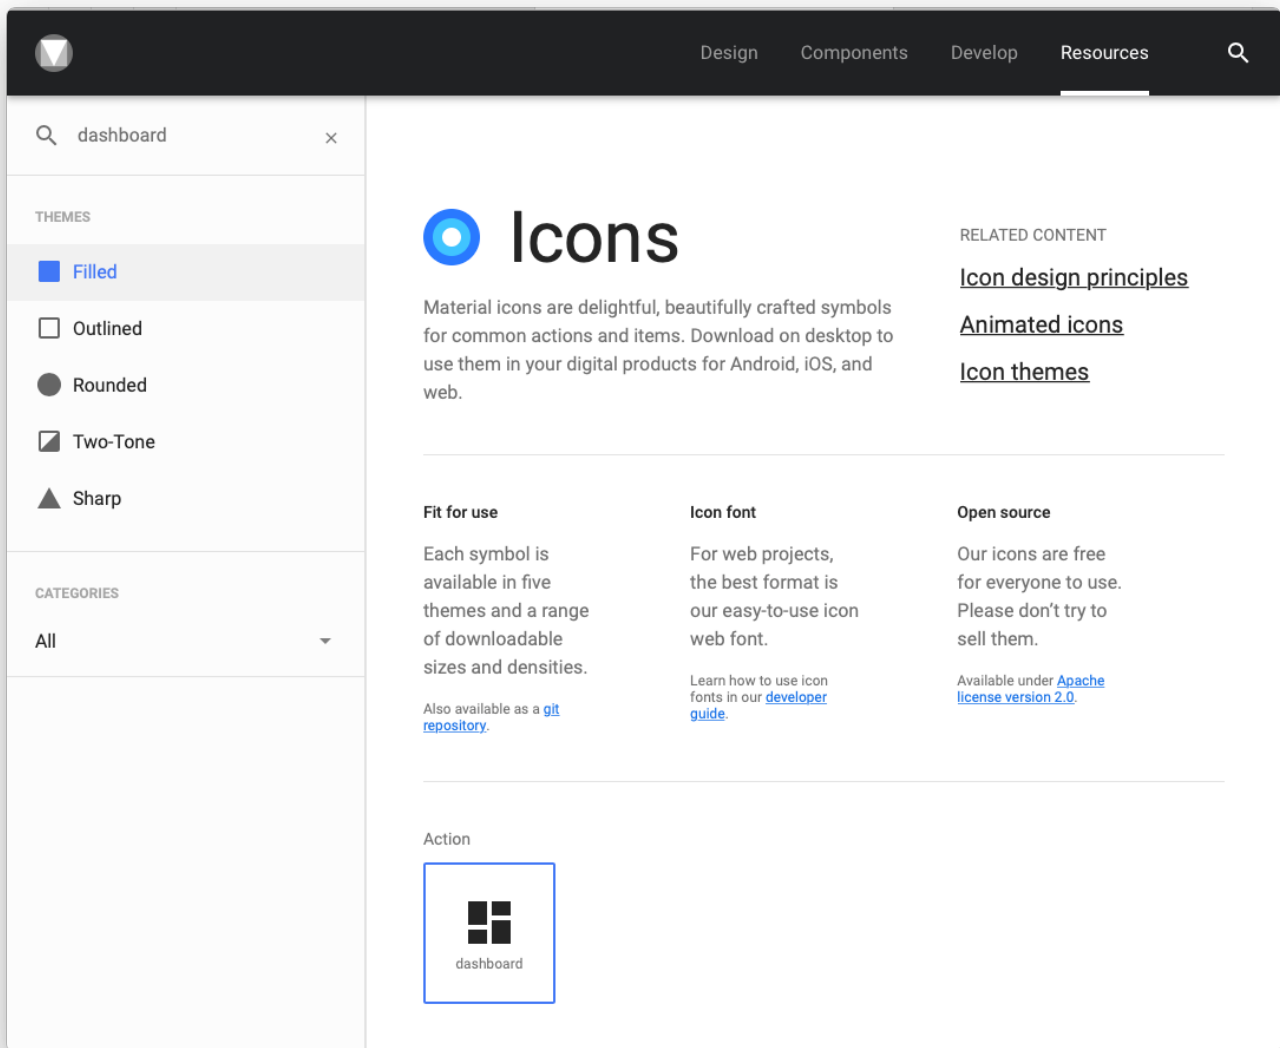 Design Components Develop Resources
dashboard
THEMES
Filled
Outlined
Rounded
Two-Tone
Sharp
CATEGORIES
All
Icons
Material icons are delightful, beautifully crafted symbols
for common actions and items. Download on desktop to
use them in your digital products for Android, iOS, and
web.
RELATED CONTENT
Icon design principles
Animated icons
Icon themes
Fit for use
Each symbol is
available in five
themes and a range
of downloadable
sizes and densities.
Also available as a git
repository.
Icon font
For web projects,
the best format is
our easy-to-use icon
web font.
Learn how to use icon
fonts in our developer
guide.
Open source
Our icons are free
for everyone to use.
Please don’t try to
sell them.
Available under Apache
license version 2.0.
Action
dashboard